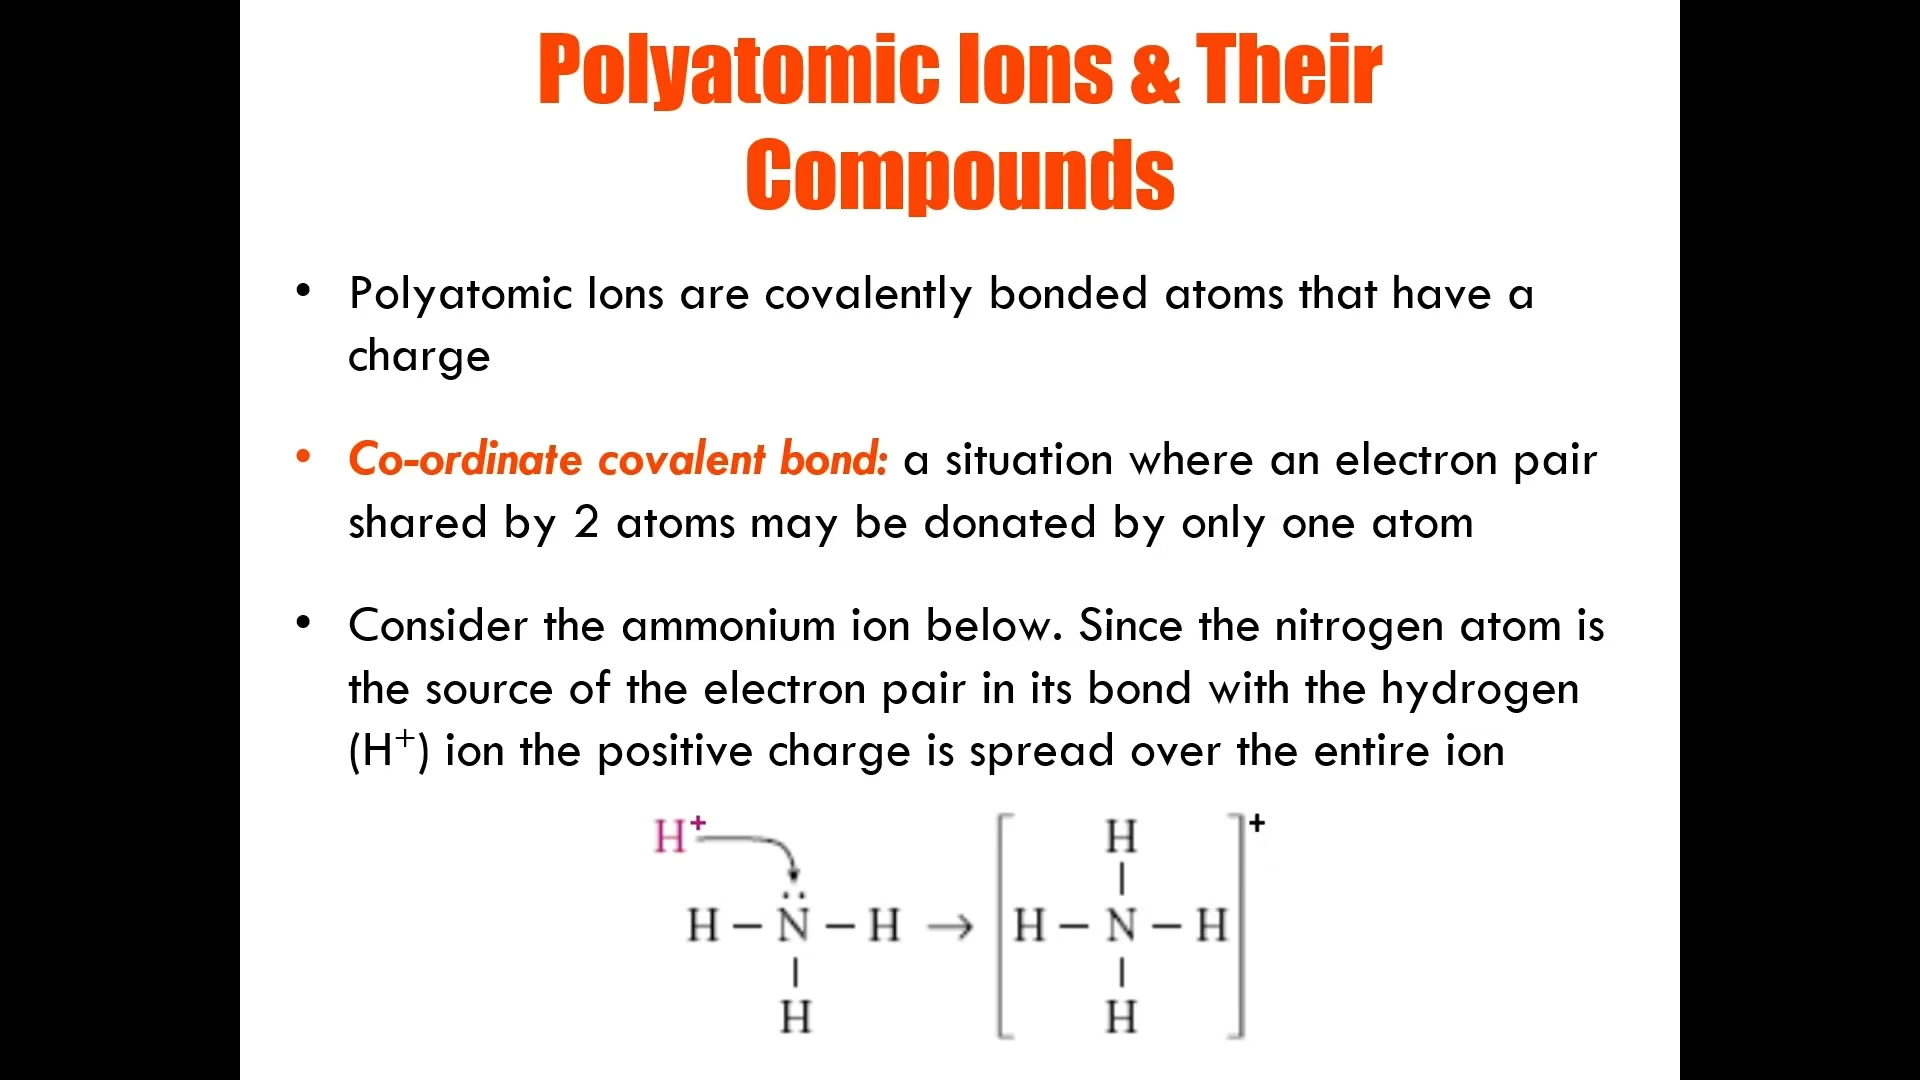 Polyatomic Ions & Their
Compounds
• Polyatomic Ions are covalently bonded atoms that have a
charge
• Co-ordinate covalent bond: a situation where an electron pair
shared by 2 atoms may be donated by only one atom
• Consider the ammonium ion below. Since the nitrogen atom is
the source of the electron pair in its bond with the hydrogen
(H⁺) ion the positive charge is spread over the entire ion
H⁺ [ H ]⁺
H — N̈ — H → H — N — H
H H